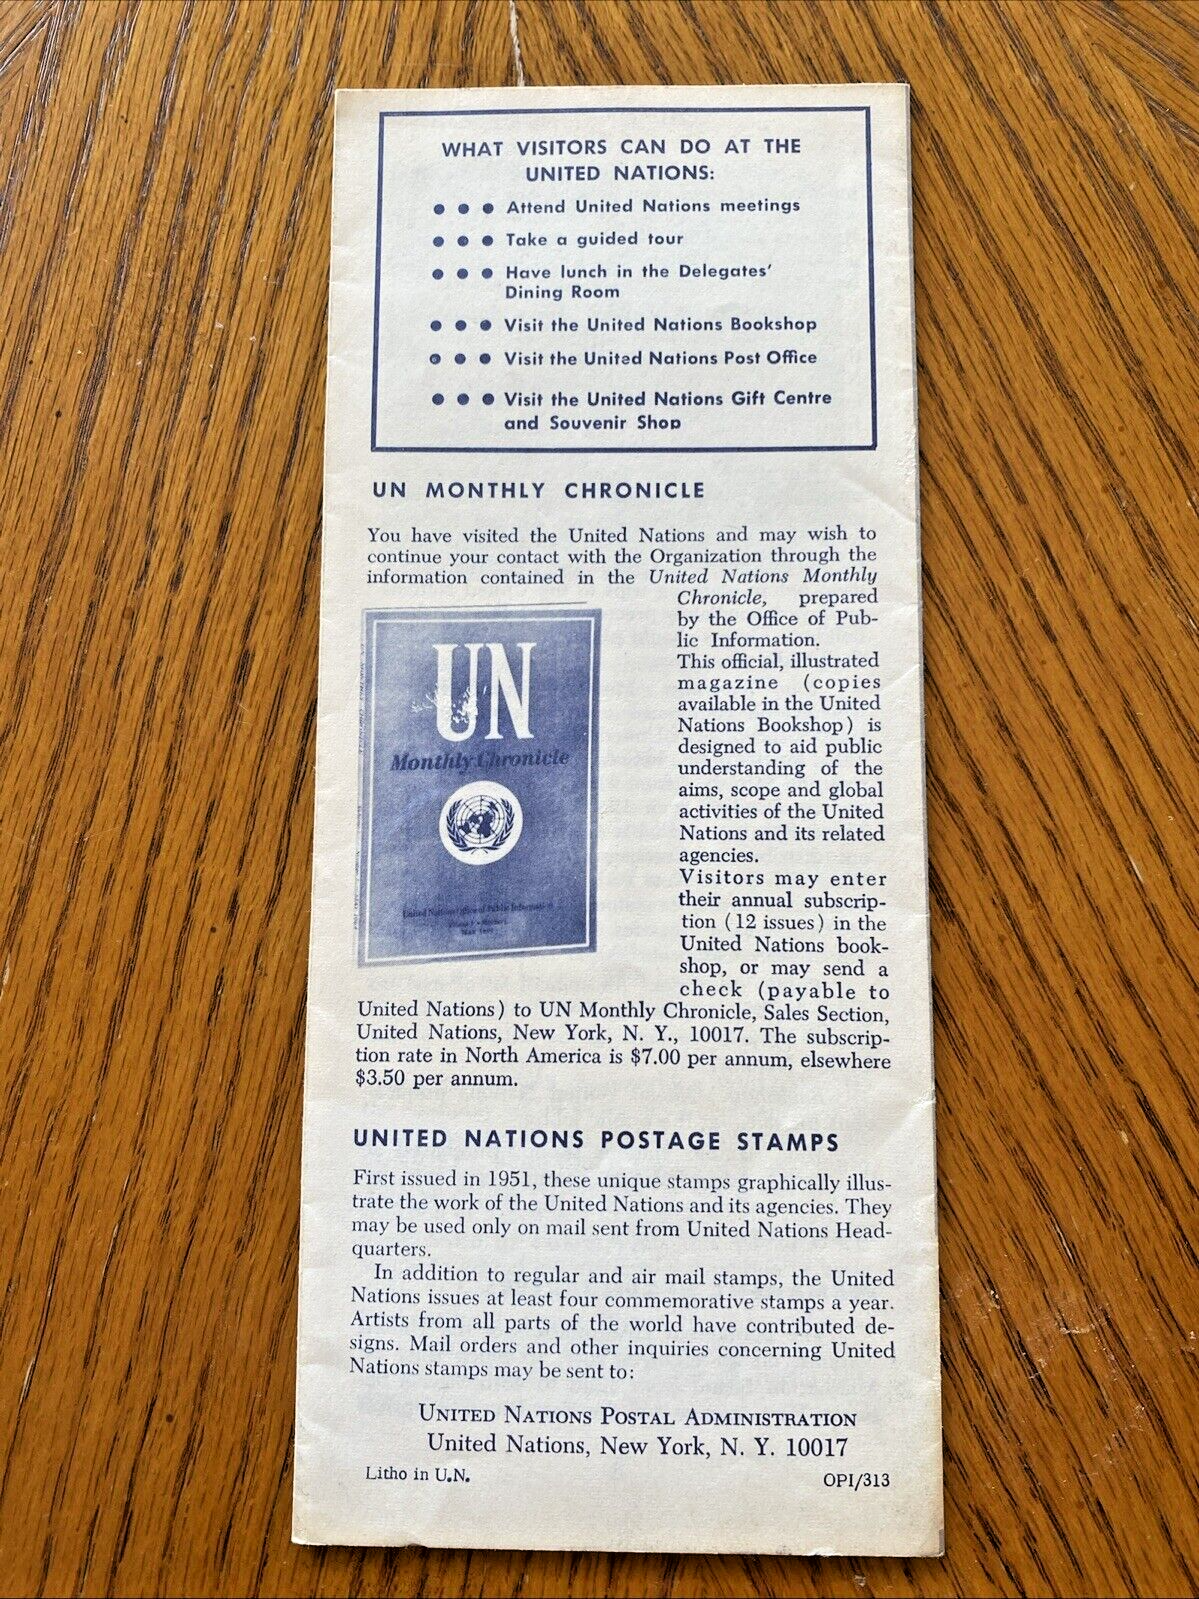 WHAT VISITORS CAN DO AT THE
UNITED NATIONS:
● ● ● Attend United Nations meetings
● ● ● Take a guided tour
● ● ● Have lunch in the Delegates'
Dining Room
● ● ● Visit the United Nations Bookshop
● ● ● Visit the United Nations Post Office
● ● ● Visit the United Nations Gift Centre
and Souvenir Shop
UN MONTHLY CHRONICLE
You have visited the United Nations and may wish to
continue your contact with the Organization through the
information contained in the United Nations Monthly
Chronicle, prepared
by the Office of Pub-
lic Information.
This official, illustrated
magazine (copies
available in the United
Nations Bookshop) is
designed to aid public
understanding of the
aims, scope and global
activities of the United
Nations and its related
agencies.
Visitors may enter
their annual subscrip-
tion (12 issues) in the
United Nations book-
shop, or may send a
check (payable to
United Nations) to UN Monthly Chronicle, Sales Section,
United Nations, New York, N. Y., 10017. The subscrip-
tion rate in North America is $7.00 per annum, elsewhere
$3.50 per annum.
UN
Monthly Chronicle
United Nations Office of Public Information
UNITED NATIONS POSTAGE STAMPS
First issued in 1951, these unique stamps graphically illus-
trate the work of the United Nations and its agencies. They
may be used only on mail sent from United Nations Head-
quarters.
In addition to regular and air mail stamps, the United
Nations issues at least four commemorative stamps a year.
Artists from all parts of the world have contributed de-
signs. Mail orders and other inquiries concerning United
Nations stamps may be sent to:
UNITED NATIONS POSTAL ADMINISTRATION
United Nations, New York, N. Y. 10017
Litho in U.N.
OPI/313